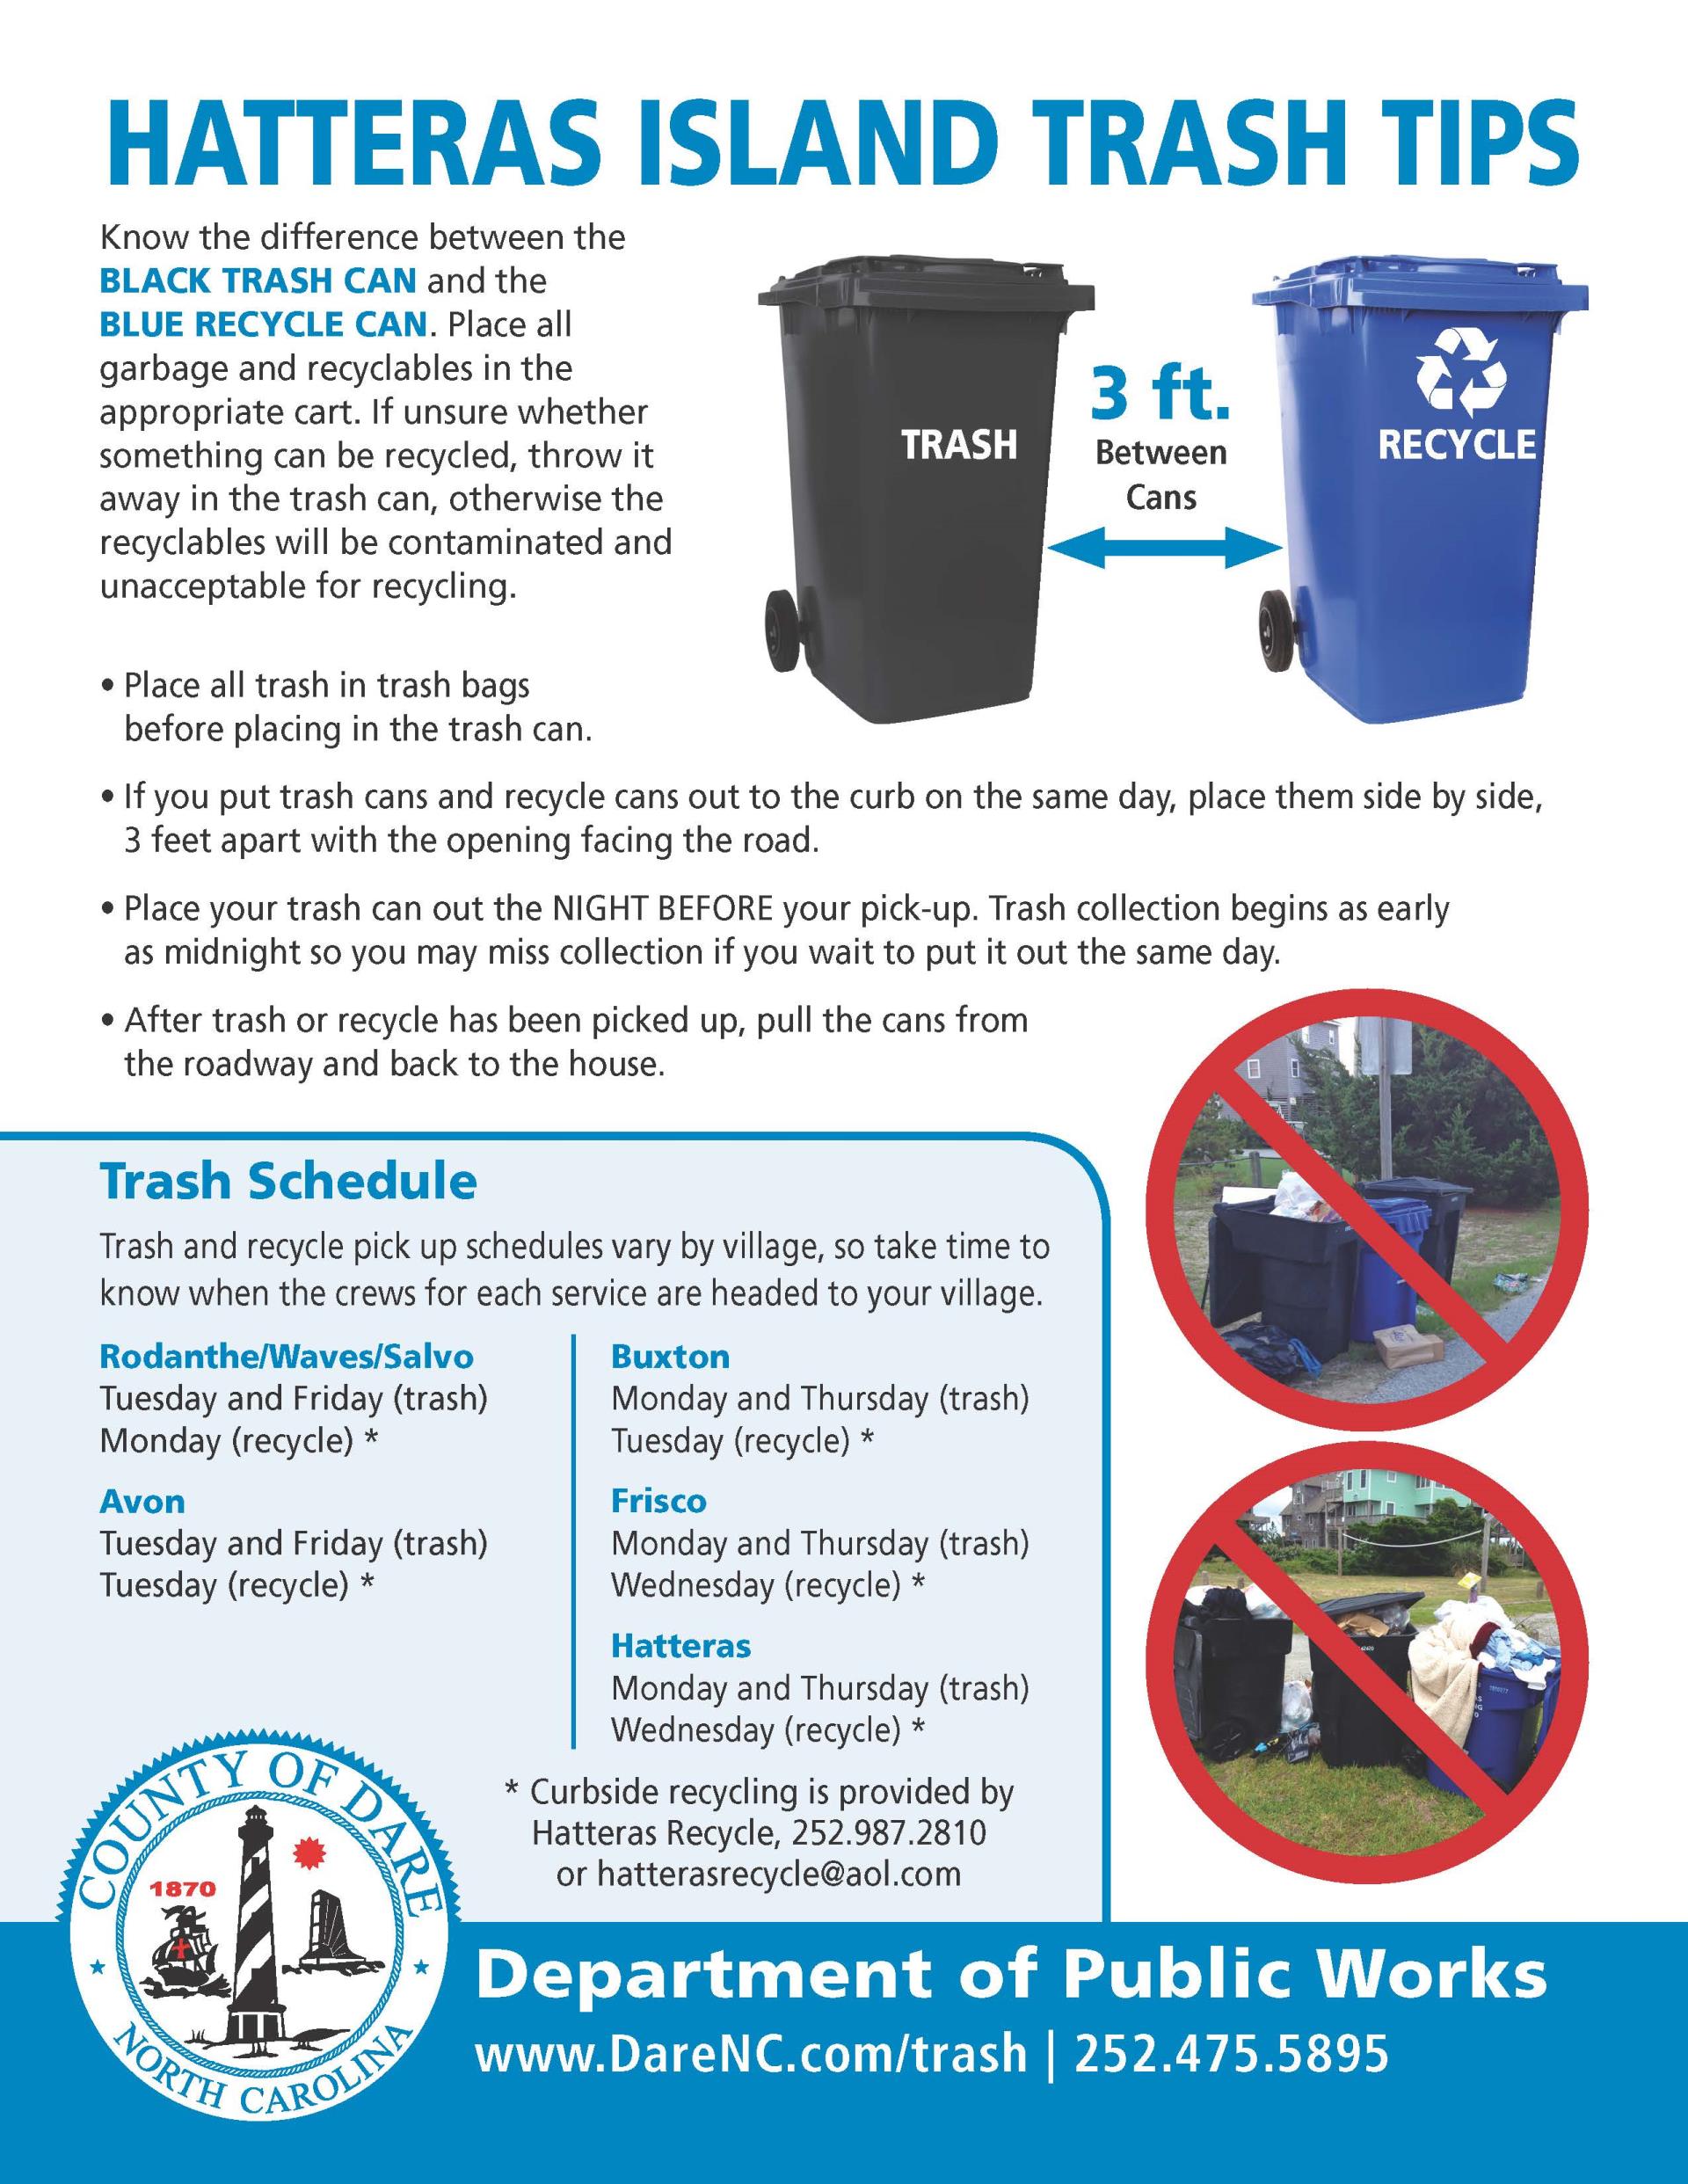 HATTERAS ISLAND TRASH TIPS
Know the difference between the
BLACK TRASH CAN and the
BLUE RECYCLE CAN. Place all
garbage and recyclables in the
appropriate cart. If unsure whether
something can be recycled, throw it
away in the trash can, otherwise the
recyclables will be contaminated and
unacceptable for recycling.
TRASH
3 ft.
Between
Cans
RECYCLE
• Place all trash in trash bags
before placing in the trash can.
• If you put trash cans and recycle cans out to the curb on the same day, place them side by side,
3 feet apart with the opening facing the road.
• Place your trash can out the NIGHT BEFORE your pick-up. Trash collection begins as early
as midnight so you may miss collection if you wait to put it out the same day.
• After trash or recycle has been picked up, pull the cans from
the roadway and back to the house.
Trash Schedule
Trash and recycle pick up schedules vary by village, so take time to
know when the crews for each service are headed to your village.
Rodanthe/Waves/Salvo
Tuesday and Friday (trash)
Monday (recycle) *
Avon
Tuesday and Friday (trash)
Tuesday (recycle) *
Buxton
Monday and Thursday (trash)
Tuesday (recycle) *
Frisco
Monday and Thursday (trash)
Wednesday (recycle) *
Hatteras
Monday and Thursday (trash)
Wednesday (recycle) *
* Curbside recycling is provided by
Hatteras Recycle, 252.987.2810
or hatterasrecycle@aol.com
COUNTY OF DARE
1870
NORTH CAROLINA
Department of Public Works
www.DareNC.com/trash | 252.475.5895